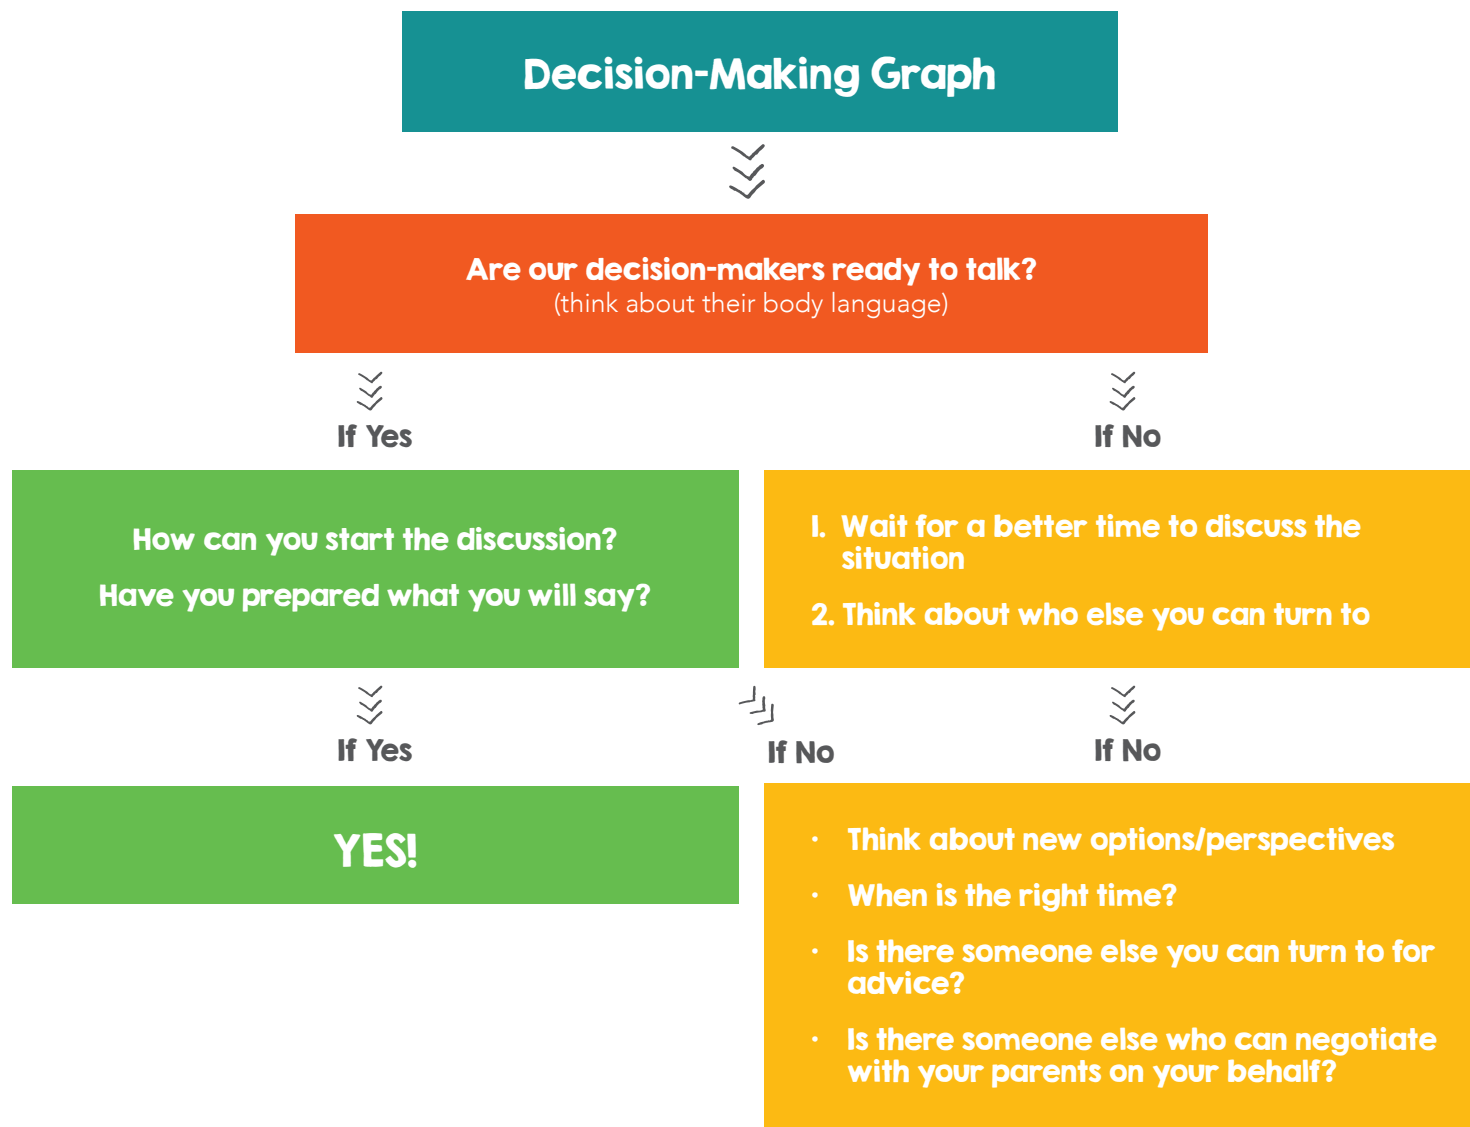 Decision-Making Graph
Are our decision-makers ready to talk?
(think about their body language)
If Yes
If No
How can you start the discussion?
Have you prepared what you will say?
1. Wait for a better time to discuss the
situation
2. Think about who else you can turn to
If Yes
If No
If No
YES!
· Think about new options/perspectives
· When is the right time?
· Is there someone else you can turn to for
advice?
· Is there someone else who can negotiate
with your parents on your behalf?